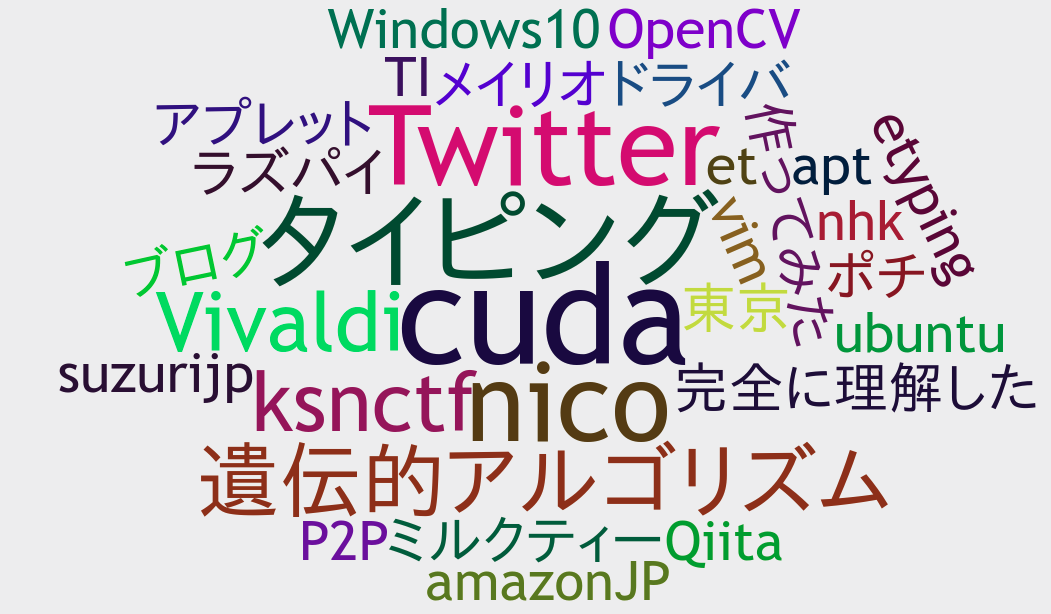 Windows10 OpenCV
TI メイリオ ドライバ
アプレット Twitter
作ってみた
etyping
ラズパイ et apt
タイピング vim nhk
ブログ ポチ
Vivaldi cuda 東京 ubuntu
suzurijp ksnctf nico 完全に理解した
遺伝的アルゴリズム
P2P ミルクティー Qiita
amazonJP